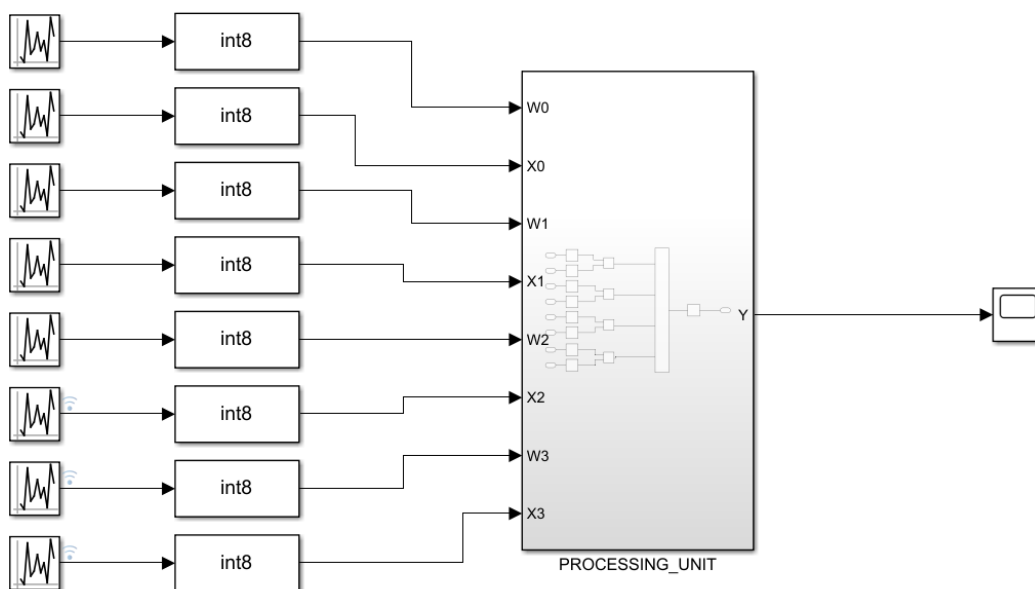 int8
int8
int8
int8
int8
int8
int8
int8
W0
X0
W1
X1
W2
X2
W3
X3
Y
PROCESSING_UNIT